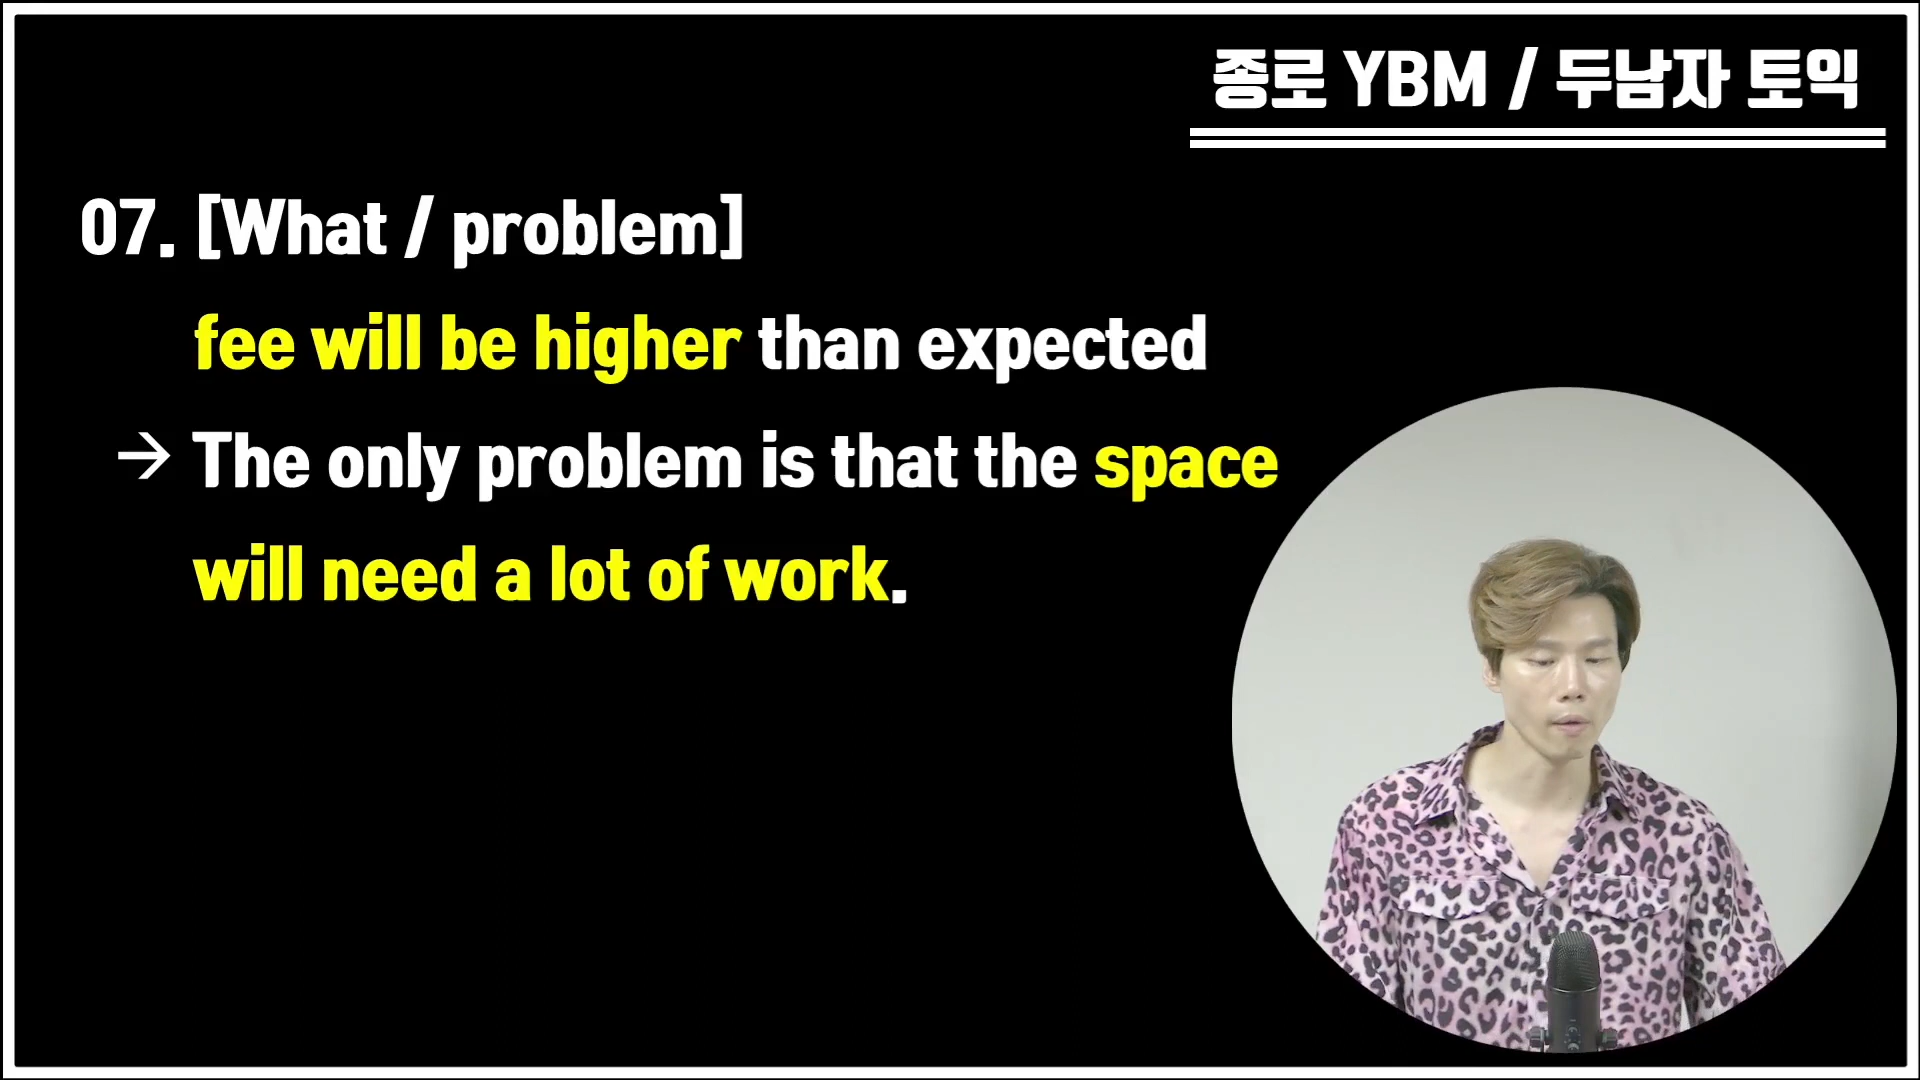 종로 YBM / 두남자 토익
07. [What / problem]
fee will be higher than expected
→ The only problem is that the space
will need a lot of work.